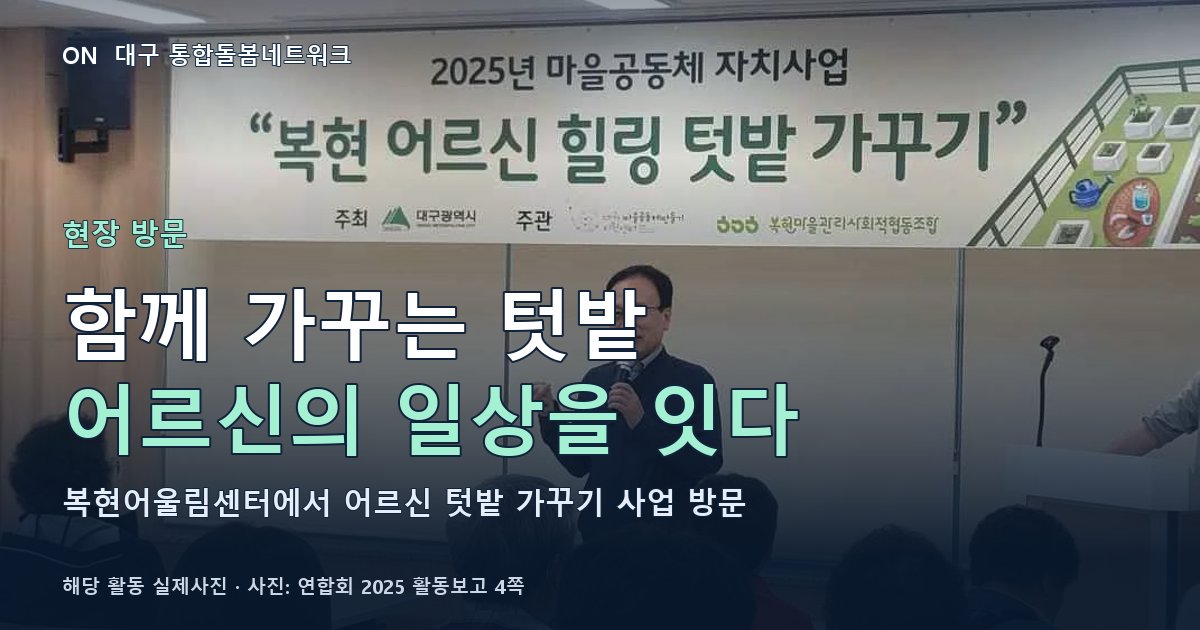 ON 대구 통합돌봄네트워크
2025년 마을공동체 자치사업
“복현 어르신 힐링 텃밭 가꾸기”
주최 대구광역시 주관 복현마을관리사회적협동조합
현장 방문
함께 가꾸는 텃밭
어르신의 일상을 잇다
복현어울림센터에서 어르신 텃밭 가꾸기 사업 방문
해당 활동 실제사진 · 사진: 연합회 2025 활동보고 4쪽